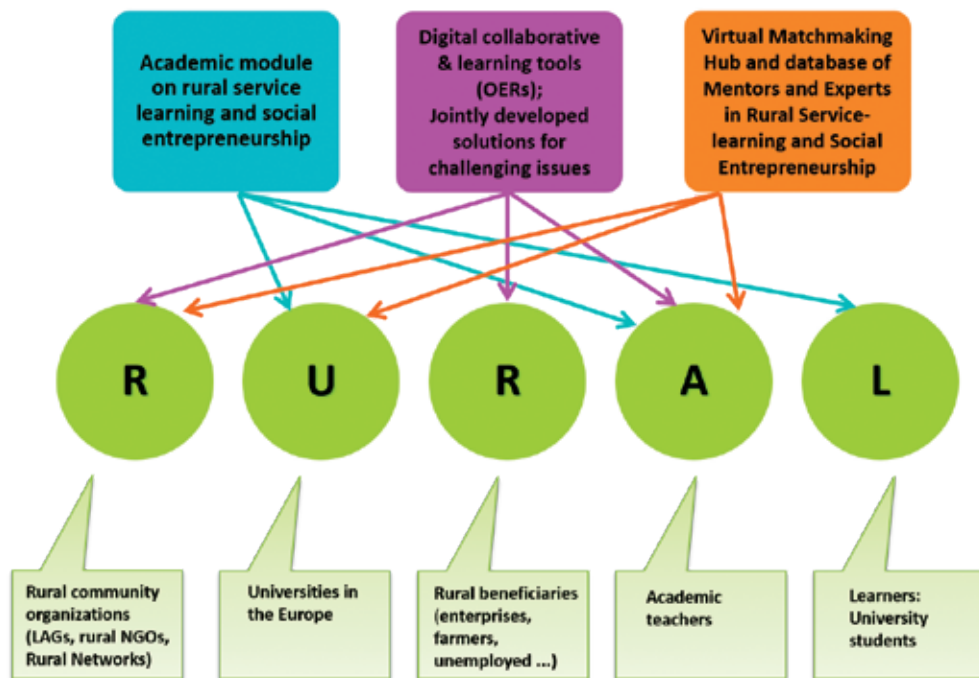 Academic module
on rural service
learning and social
entrepreneurship
Digital collaborative
& learning tools
(OERs);
Jointly developed
solutions for
challenging issues
Virtual Matchmaking
Hub and database of
Mentors and Experts
in Rural Service-
learning and Social
Entrepreneurship
R
U
R
A
L
Rural community
organizations
(LAGs, rural NGOs,
Rural Networks)
Universities in
the Europe
Rural beneficiaries
(enterprises,
farmers,
unemployed ...)
Academic
teachers
Learners:
University
students